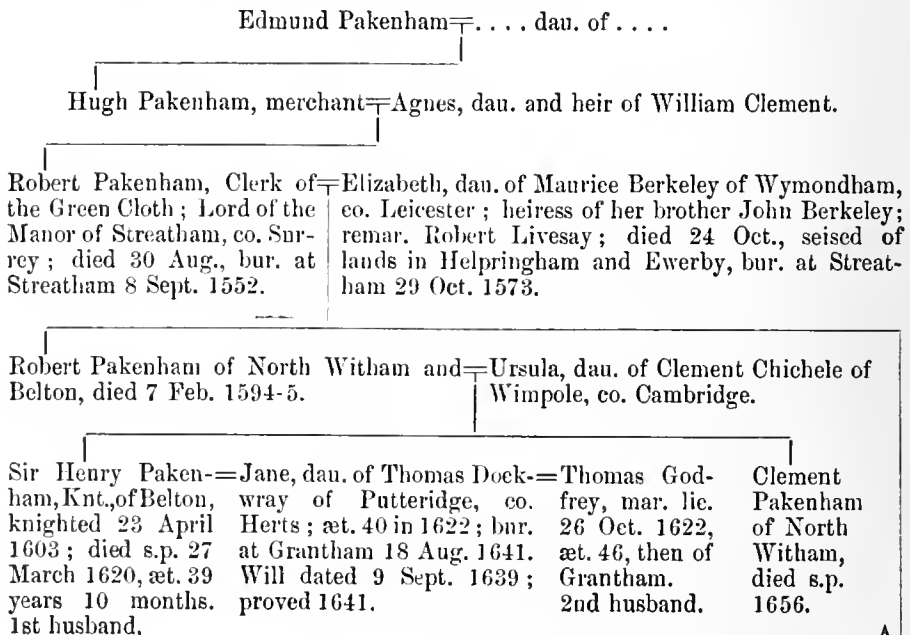 Edmund Pakenham=. . . . dau. of . . . .
Hugh Pakenham, merchant=Agnes, dau. and heir of William Clement.
Robert Pakenham, Clerk of
the Green Cloth ; Lord of the
Manor of Streatham, co. Sur-
rey ; died 30 Aug., bur. at
Streatham 8 Sept. 1552.
=Elizabeth, dau. of Maurice Berkeley of Wymondham,
co. Leicester ; heiress of her brother John Berkeley;
remar. Robert Livesay ; died 24 Oct., seised of
lands in Helpringham and Ewerby, bur. at Streat-
ham 29 Oct. 1573.
Robert Pakenham of North Witham and
Belton, died 7 Feb. 1594-5.
=Ursula, dau. of Clement Chichele of
Wimpole, co. Cambridge.
Sir Henry Paken-
ham, Knt., of Belton,
knighted 23 April
1603 ; died s.p. 27
March 1620, æt. 39
years 10 months.
1st husband.
=Jane, dau. of Thomas Dock-
wray of Putteridge, co.
Herts ; æt. 40 in 1622 ; bur.
at Grantham 18 Aug. 1641.
Will dated 9 Sept. 1639 ;
proved 1641.
=Thomas God-
frey, mar. lic.
26 Oct. 1622,
æt. 46, then of
Grantham.
2nd husband.
Clement
Pakenham
of North
Witham,
died s.p.
1656.
A